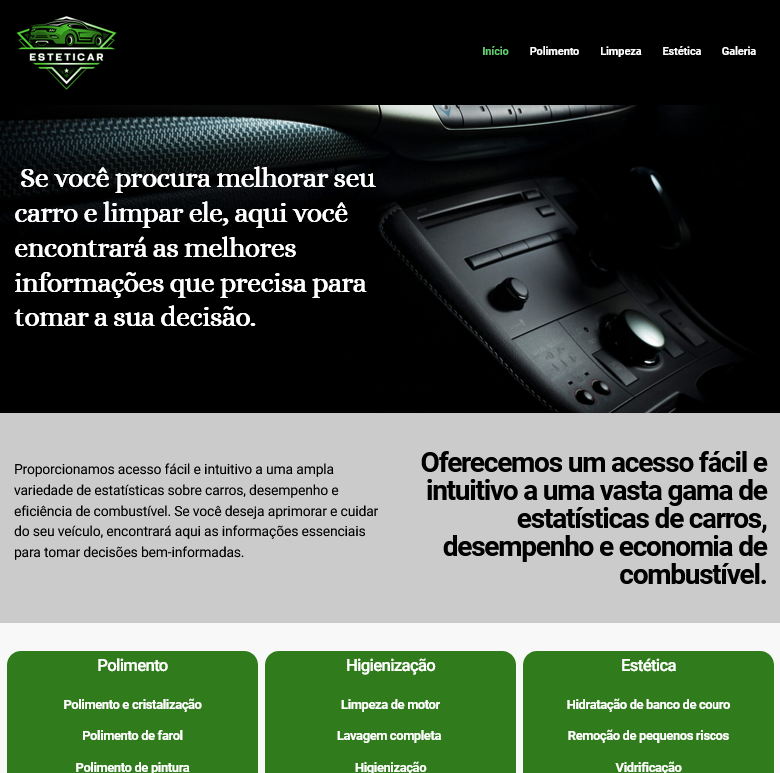 ESTETICAR
Início
Polimento
Limpeza
Estética
Galeria
Se você procura melhorar seu
carro e limpar ele, aqui você
encontrará as melhores
informações que precisa para
tomar a sua decisão.
Proporcionamos acesso fácil e intuitivo a uma ampla
variedade de estatísticas sobre carros, desempenho e
eficiência de combustível. Se você deseja aprimorar e cuidar
do seu veículo, encontrará aqui as informações essenciais
para tomar decisões bem-informadas.
Oferecemos um acesso fácil e
intuitivo a uma vasta gama de
estatísticas de carros,
desempenho e economia de
combustível.
Polimento
Polimento e cristalização
Polimento de farol
Polimento de pintura
Higienização
Limpeza de motor
Lavagem completa
Higienização
Estética
Hidratação de banco de couro
Remoção de pequenos riscos
Vidrificação